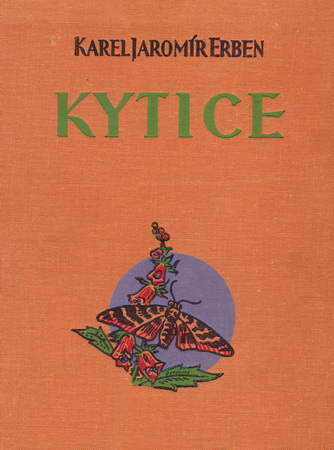 KAREL JAROMÍR ERBEN
KYTICE